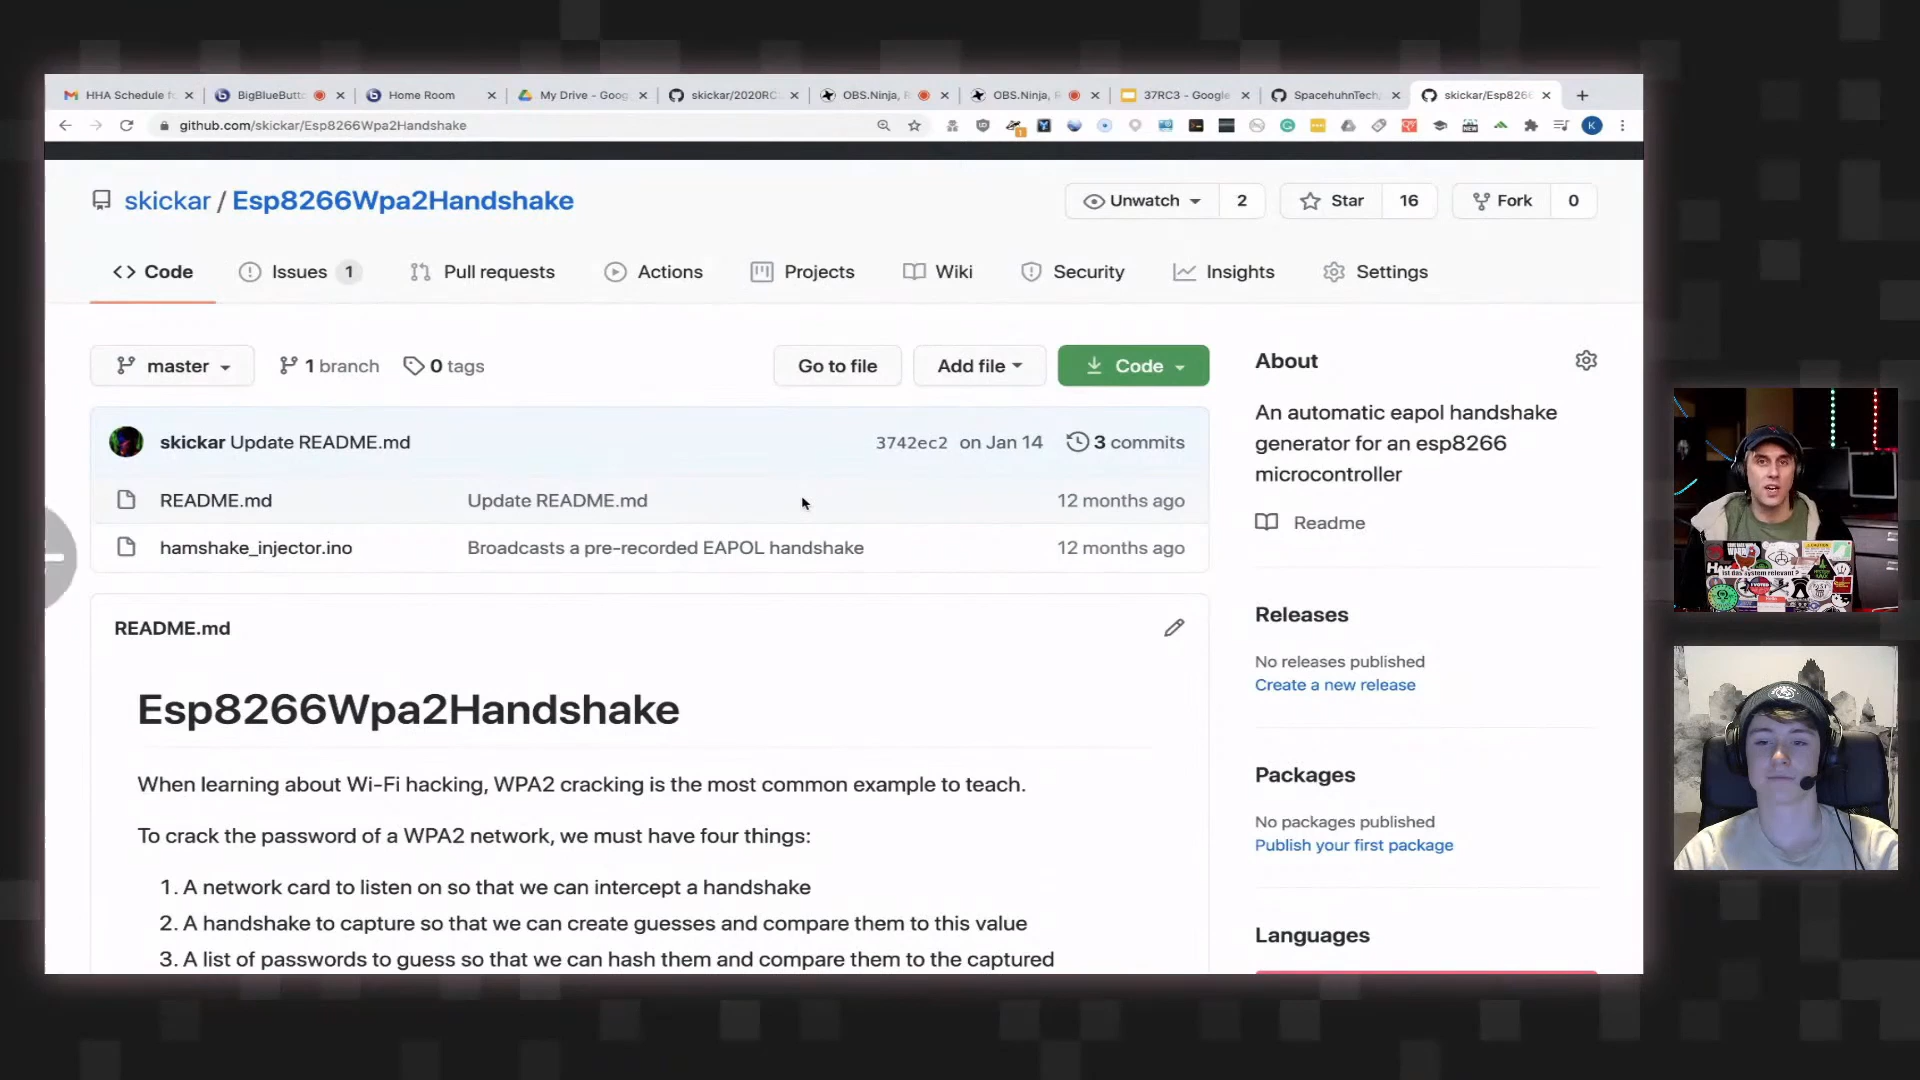 HHA Schedule f
BigBlueButt
Home Room
My Drive - Goog
skickar/2020RC
OBS.Ninja,
OBS.Ninja,
37RC3 - Google
SpacehuhnTech
skickar/Esp826
github.com/skickar/Esp8266Wpa2Handshake
K
skickar / Esp8266Wpa2Handshake
Unwatch 2
Star 16
Fork 0
Code
Issues 1
Pull requests
Actions
Projects
Wiki
Security
Insights
Settings
master
1 branch
0 tags
Go to file
Add file
Code
skickar Update README.md
3742ec2 on Jan 14
3 commits
README.md Update README.md 12 months ago
hamshake_injector.ino Broadcasts a pre-recorded EAPOL handshake 12 months ago
README.md
Esp8266Wpa2Handshake
When learning about Wi-Fi hacking, WPA2 cracking is the most common example to teach.
To crack the password of a WPA2 network, we must have four things:
1. A network card to listen on so that we can intercept a handshake
2. A handshake to capture so that we can create guesses and compare them to this value
3. A list of passwords to guess so that we can hash them and compare them to the captured
About
An automatic eapol handshake
generator for an esp8266
microcontroller
Readme
Releases
No releases published
Create a new release
Packages
No packages published
Publish your first package
Languages
ist das system relevant ?